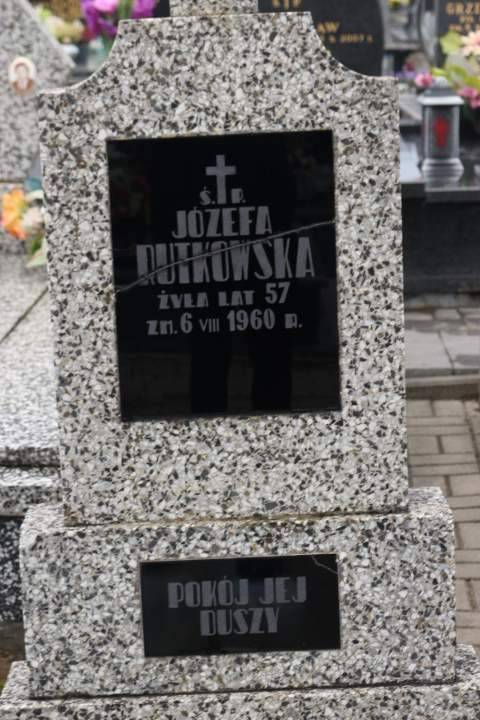 Ś. P.
JÓZEFA
RUTKOWSKA
ŻYŁA LAT 57
ZM. 6 VIII 1960 R.
POKÓJ JEJ
DUSZY